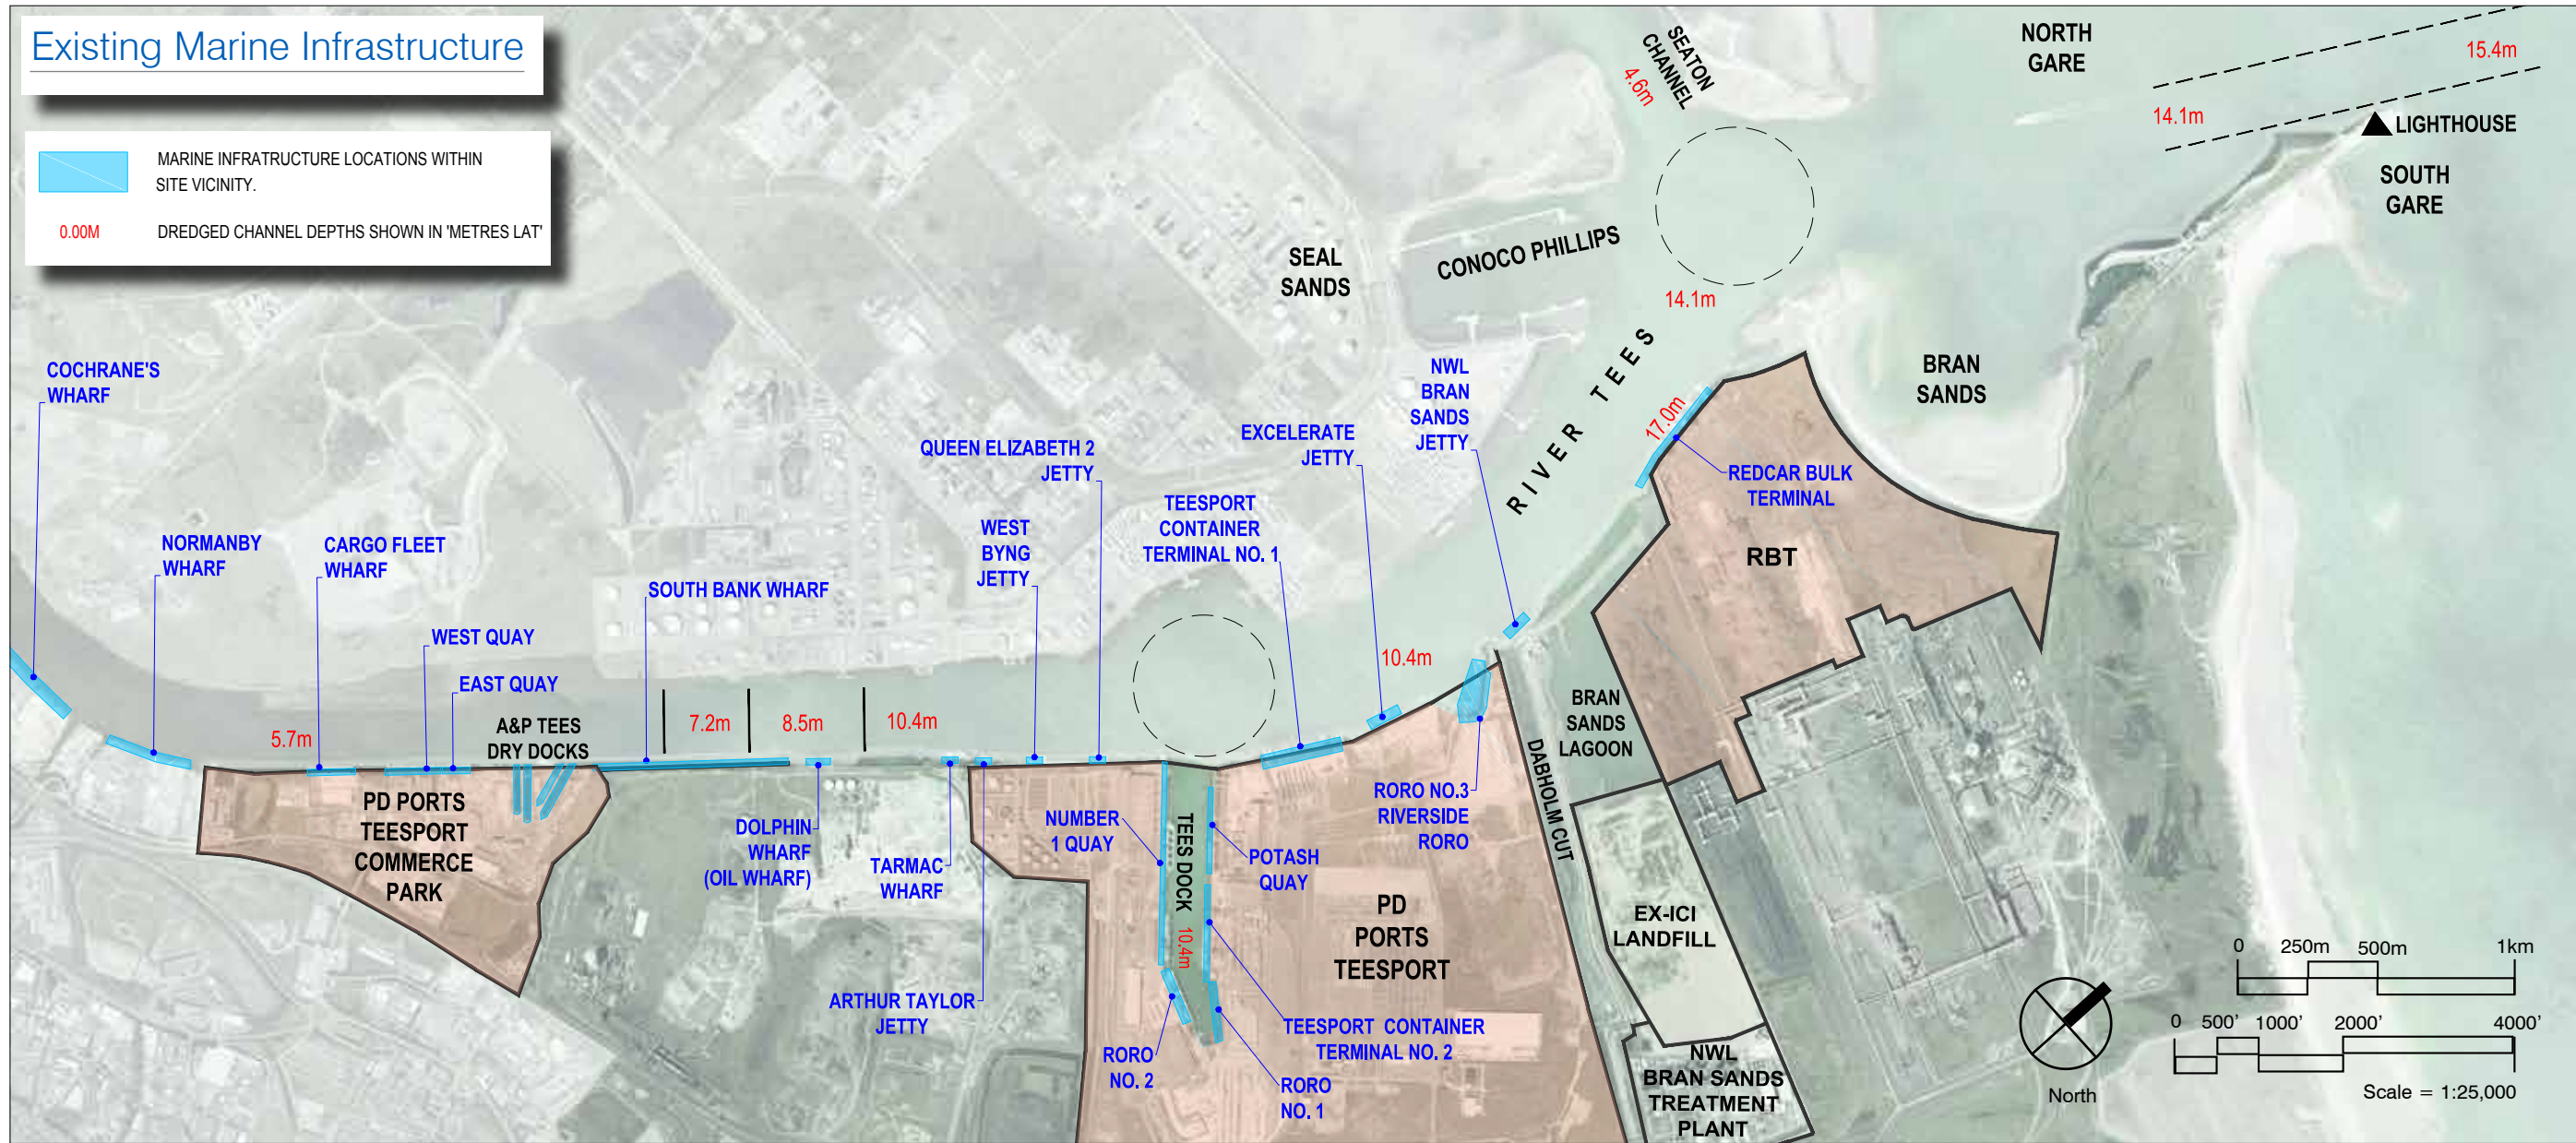 Existing Marine Infrastructure
MARINE INFRATRUCTURE LOCATIONS WITHIN
SITE VICINITY.
0.00M
DREDGED CHANNEL DEPTHS SHOWN IN 'METRES LAT'
SEATON
CHANNEL
4.6m
NORTH
GARE
15.4m
14.1m
LIGHTHOUSE
SOUTH
GARE
SEAL
SANDS
CONOCO PHILLIPS
14.1m
RIVER TEES
BRAN
SANDS
COCHRANE'S
WHARF
NORMANBY
WHARF
CARGO FLEET
WHARF
WEST QUAY
EAST QUAY
A&P TEES
DRY DOCKS
SOUTH BANK WHARF
QUEEN ELIZABETH 2
JETTY
WEST
BYNG
JETTY
TEESPORT
CONTAINER
TERMINAL NO. 1
EXCELERATE
JETTY
NWL
BRAN
SANDS
JETTY
17.0m
REDCAR BULK
TERMINAL
RBT
5.7m
7.2m
8.5m
10.4m
10.4m
PD PORTS
TEESPORT
COMMERCE
PARK
DOLPHIN
WHARF
(OIL WHARF)
TARMAC
WHARF
ARTHUR TAYLOR
JETTY
NUMBER
1 QUAY
TEES DOCK
10.4m
POTASH
QUAY
RORO NO.3
RIVERSIDE
RORO
DABHOLM CUT
BRAN
SANDS
LAGOON
PD
PORTS
TEESPORT
TEESPORT CONTAINER
TERMINAL NO. 2
RORO
NO. 2
RORO
NO. 1
EX-ICI
LANDFILL
NWL
BRAN SANDS
TREATMENT
PLANT
North
0 250m 500m 1km
0 500' 1000' 2000' 4000'
Scale = 1:25,000